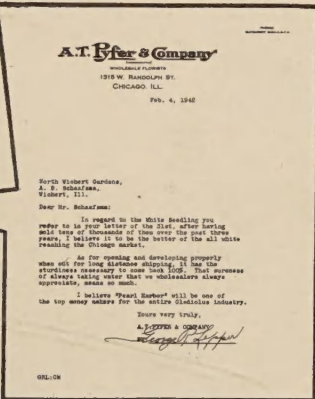 A.T. Pyfer & Company
WHOLESALE FLORISTS
1315 W. RANDOLPH ST.
CHICAGO, ILL.
Feb. 4, 1942
North Wichert Gardens,
A. B. Schaafsma,
Wichert, Ill.
Dear Mr. Schaafsma:
In regard to the White Seedling you
refer to in your letter of the 31st, after having
sold tens of thousands of them over the past three
years, I believe it to be the better of the all white
reaching the Chicago market.
As for opening and developing properly
when cut for long distance shipping, it has the
sturdiness necessary to come back 100%. That sureness
of always taking water that we wholesalers always
appreciate, means so much.
I believe "Pearl Harbor" will be one of
the top money makers for the entire Gladiolus industry.
Yours very truly,
A.T.PYFER & COMPANY
George R Lepper
GRL:CW